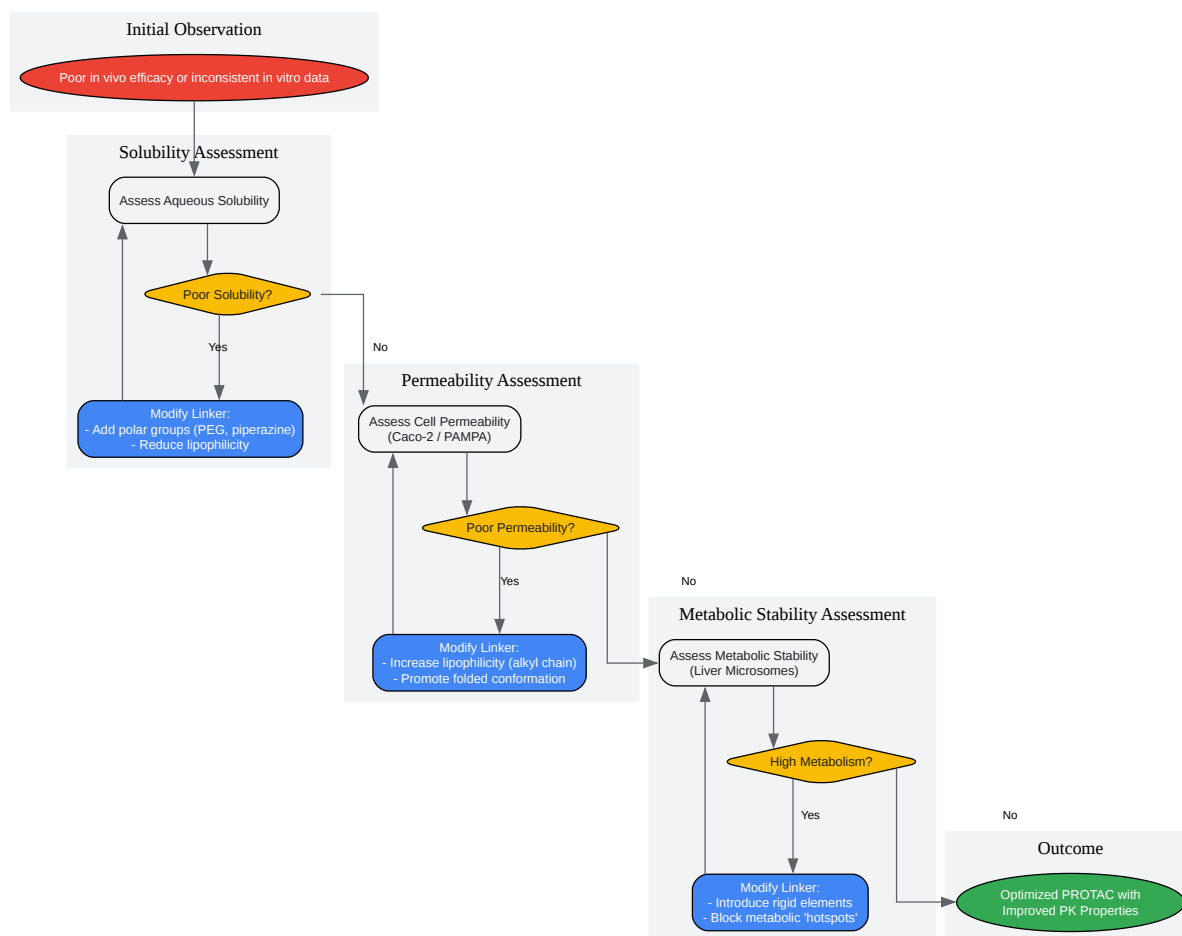 Initial Observation
Poor in vivo efficacy or inconsistent in vitro data
Solubility Assessment
Assess Aqueous Solubility
Poor Solubility?
Yes
No
Modify Linker:
- Add polar groups (PEG, piperazine)
- Reduce lipophilicity
Permeability Assessment
Assess Cell Permeability
(Caco-2 / PAMPA)
Poor Permeability?
Yes
No
Modify Linker:
- Increase lipophilicity (alkyl chain)
- Promote folded conformation
Metabolic Stability Assessment
Assess Metabolic Stability
(Liver Microsomes)
High Metabolism?
Yes
No
Modify Linker:
- Introduce rigid elements
- Block metabolic 'hotspots'
Outcome
Optimized PROTAC with
Improved PK Properties